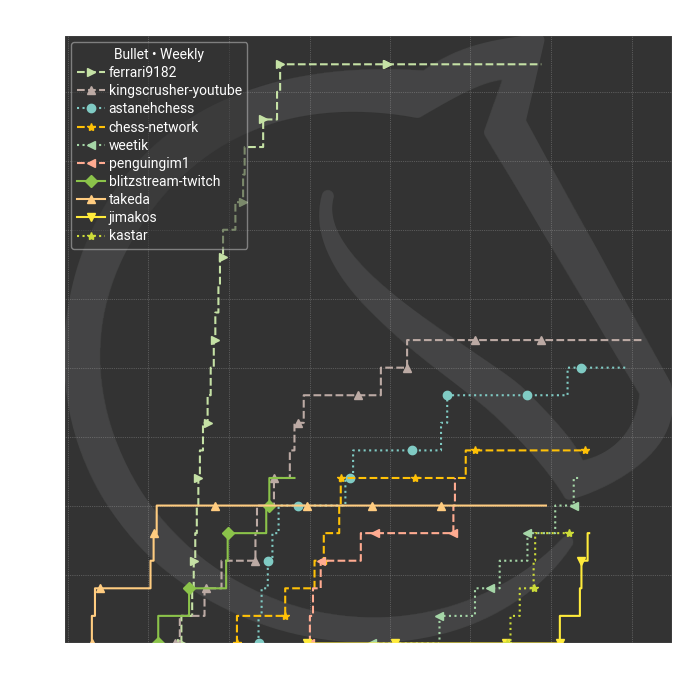 Bullet • Weekly
ferrari9182
kingscrusher-youtube
astanehchess
chess-network
weetik
penguingim1
blitzstream-twitch
takeda
jimakos
kastar